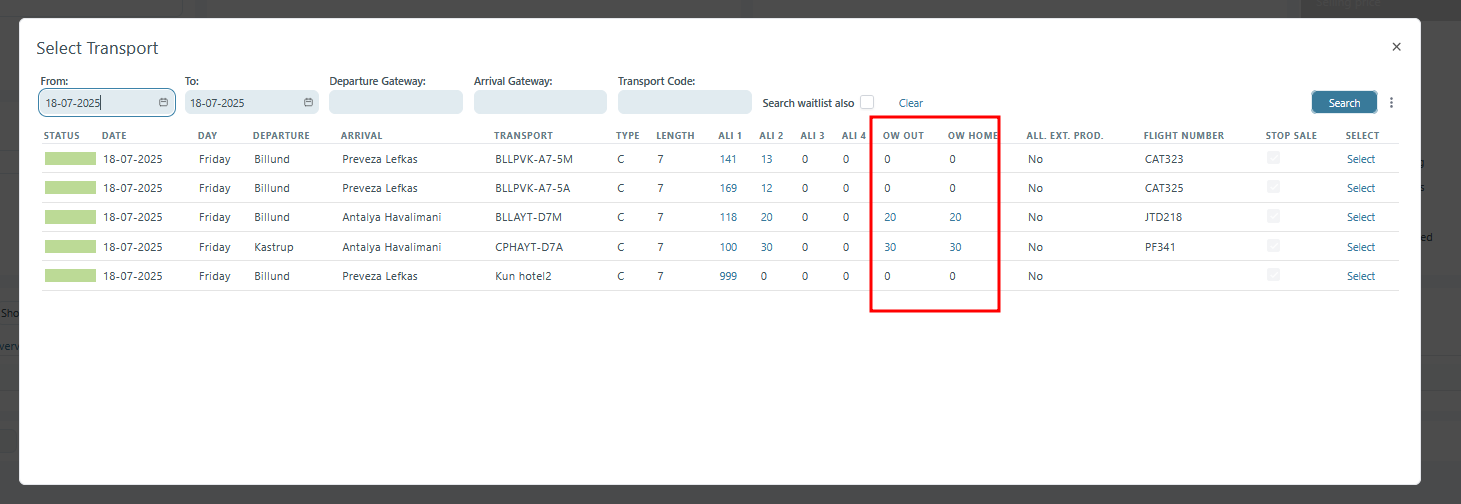 Selling price
Select Transport
From: To: Departure Gateway: Arrival Gateway: Transport Code:
18-07-2025 18-07-2025 Search waitlist also Clear Search
STATUS DATE DAY DEPARTURE ARRIVAL TRANSPORT TYPE LENGTH ALI 1 ALI 2 ALI 3 ALI 4 OW OUT OW HOME ALL. EXT. PROD. FLIGHT NUMBER STOP SALE SELECT
18-07-2025 Friday Billund Preveza Lefkas BLLPVK-A7-5M C 7 141 13 0 0 0 0 No CAT323 Select
18-07-2025 Friday Billund Preveza Lefkas BLLPVK-A7-5A C 7 169 12 0 0 0 0 No CAT325 Select
18-07-2025 Friday Billund Antalya Havalimani BLLAYT-D7M C 7 118 20 0 0 20 20 No JTD218 Select
18-07-2025 Friday Kastrup Antalya Havalimani CPHAYT-D7A C 7 100 30 0 0 30 30 No PF341 Select
18-07-2025 Friday Billund Preveza Lefkas Kun hotel2 C 7 999 0 0 0 0 0 No Select
Sho
verv
ed